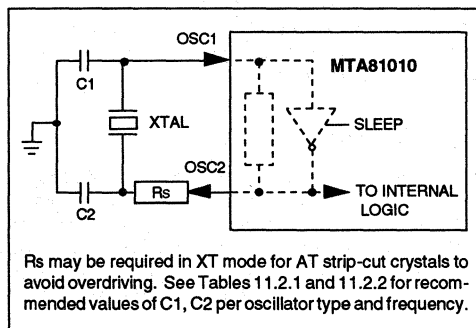 OSC1
MTA81010
C1
XTAL
SLEEP
OSC2
Rs
TO INTERNAL
LOGIC
C2
Rs may be required in XT mode for AT strip-cut crystals to
avoid overdriving. See Tables 11.2.1 and 11.2.2 for recom-
mended values of C1, C2 per oscillator type and frequency.